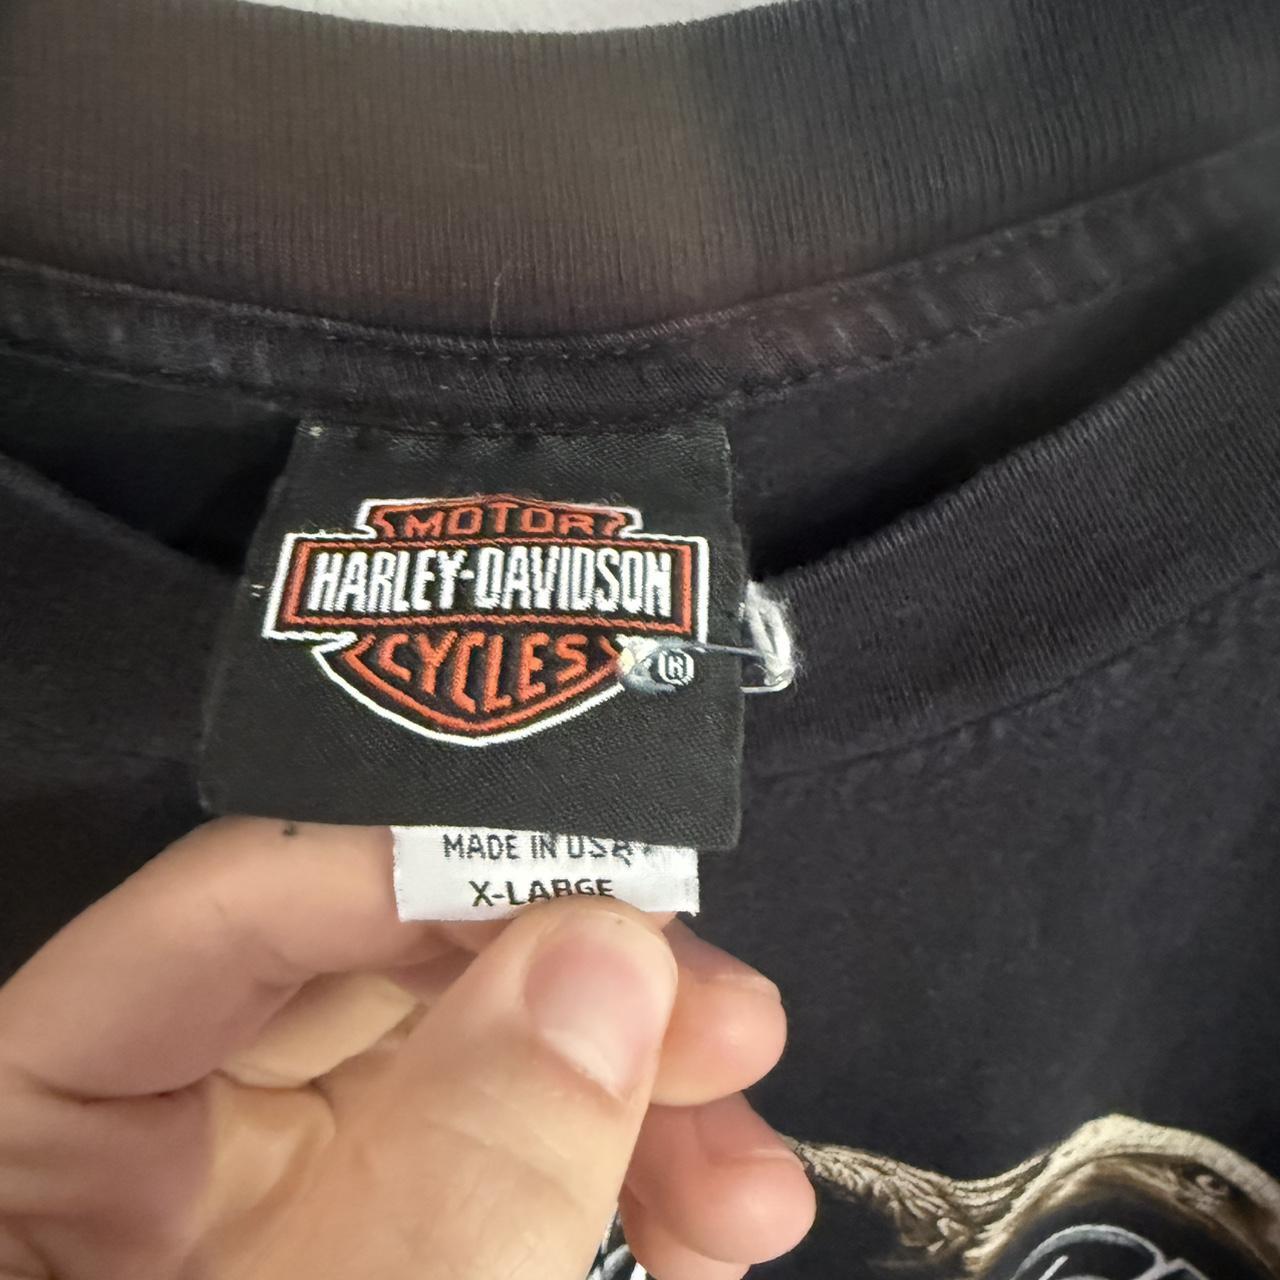 MOTOR
HARLEY-DAVIDSON
CYCLES
®
MADE IN USA
X-LARGE